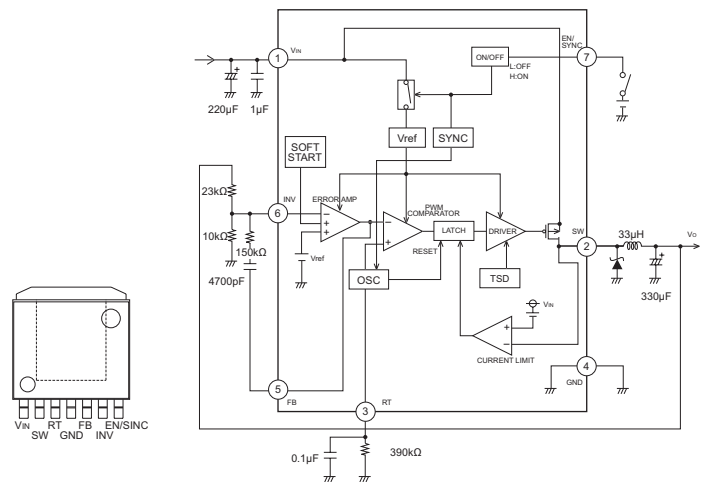 VIN
1
220µF
1µF
EN/
SYNC
7
ON/OFF
L:OFF
H:ON
Vref
SYNC
SOFT
START
23kΩ
INV
6
10kΩ
150kΩ
4700pF
ERROR AMP
−
+
+
Vref
PWM
COMPARATOR
−
+
LATCH
RESET
DRIVER
SW
2
33µH
VO
330µF
OSC
TSD
VIN
+
−
CURRENT LIMIT
4
GND
5
FB
3
RT
0.1µF
390kΩ
VIN
SW
RT
GND
FB
INV
EN/SINC